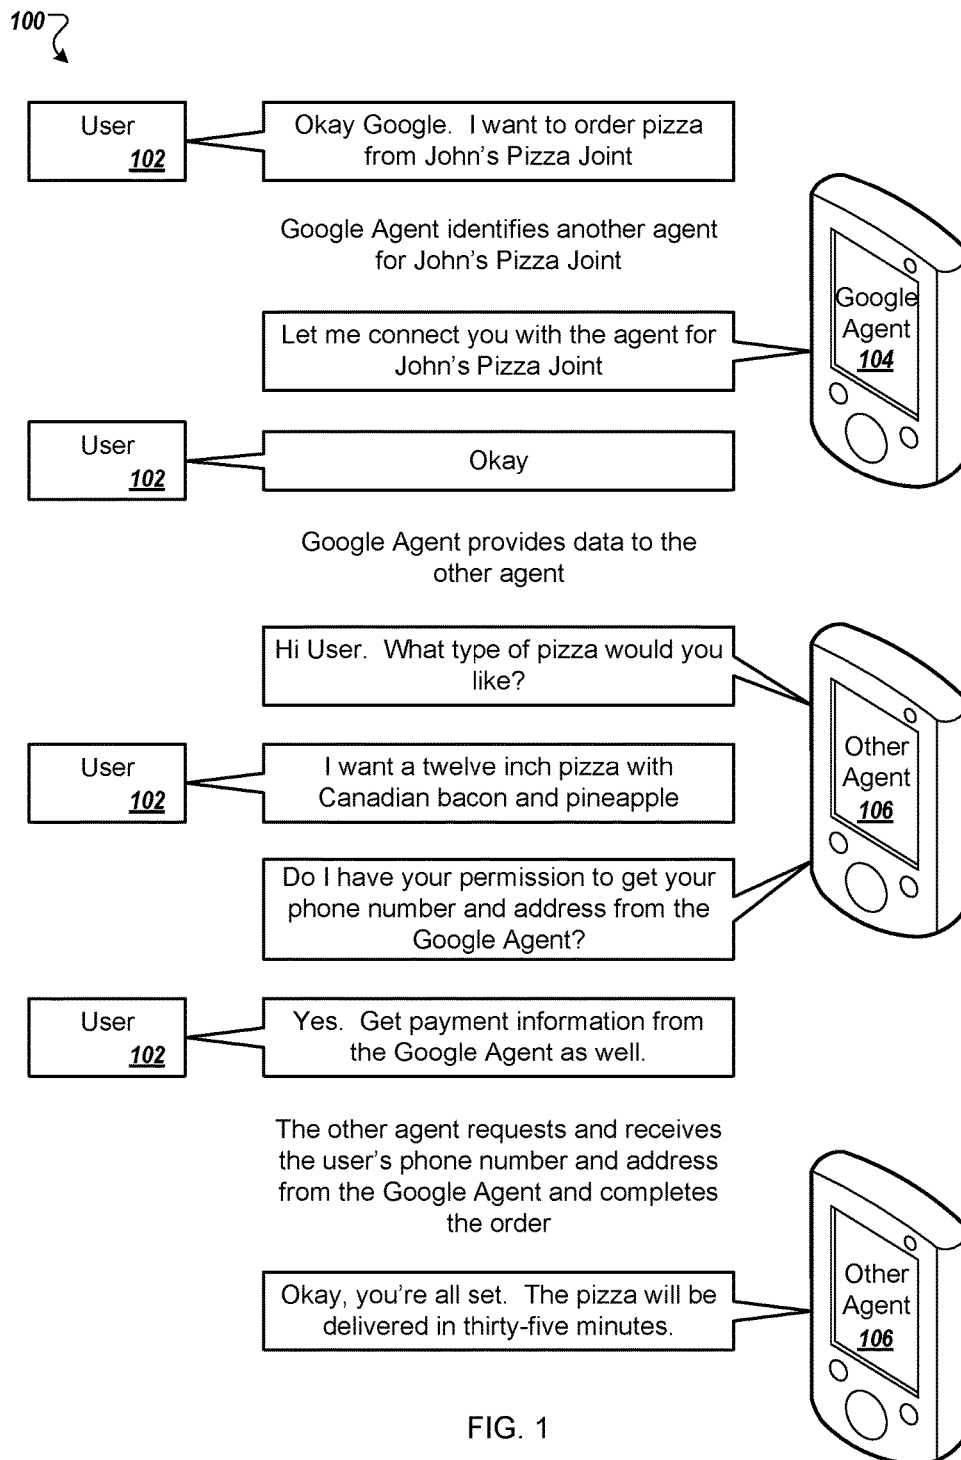 100
User
102
Okay Google. I want to order pizza
from John's Pizza Joint
Google Agent identifies another agent
for John's Pizza Joint
Google
Agent
104
Let me connect you with the agent for
John's Pizza Joint
User
102
Okay
Google Agent provides data to the
other agent
Hi User. What type of pizza would you
like?
Other
Agent
106
User
102
I want a twelve inch pizza with
Canadian bacon and pineapple
Do I have your permission to get your
phone number and address from the
Google Agent?
User
102
Yes. Get payment information from
the Google Agent as well.
The other agent requests and receives
the user's phone number and address
from the Google Agent and completes
the order
Other
Agent
106
Okay, you're all set. The pizza will be
delivered in thirty-five minutes.
FIG. 1